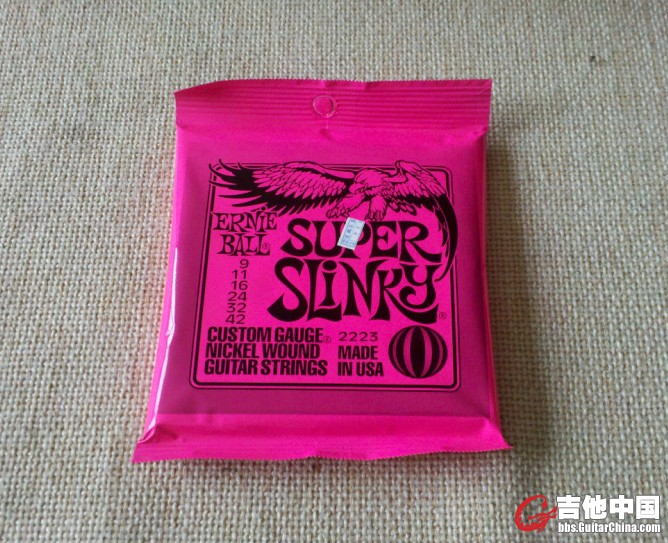 ERNIE
BALL®
SUPER
SLINKY®
9
11
16
24
32
42
CUSTOM GAUGE®
NICKEL WOUND
GUITAR STRINGS
2223
MADE
IN USA
吉他中国
bbs.GuitarChina.com